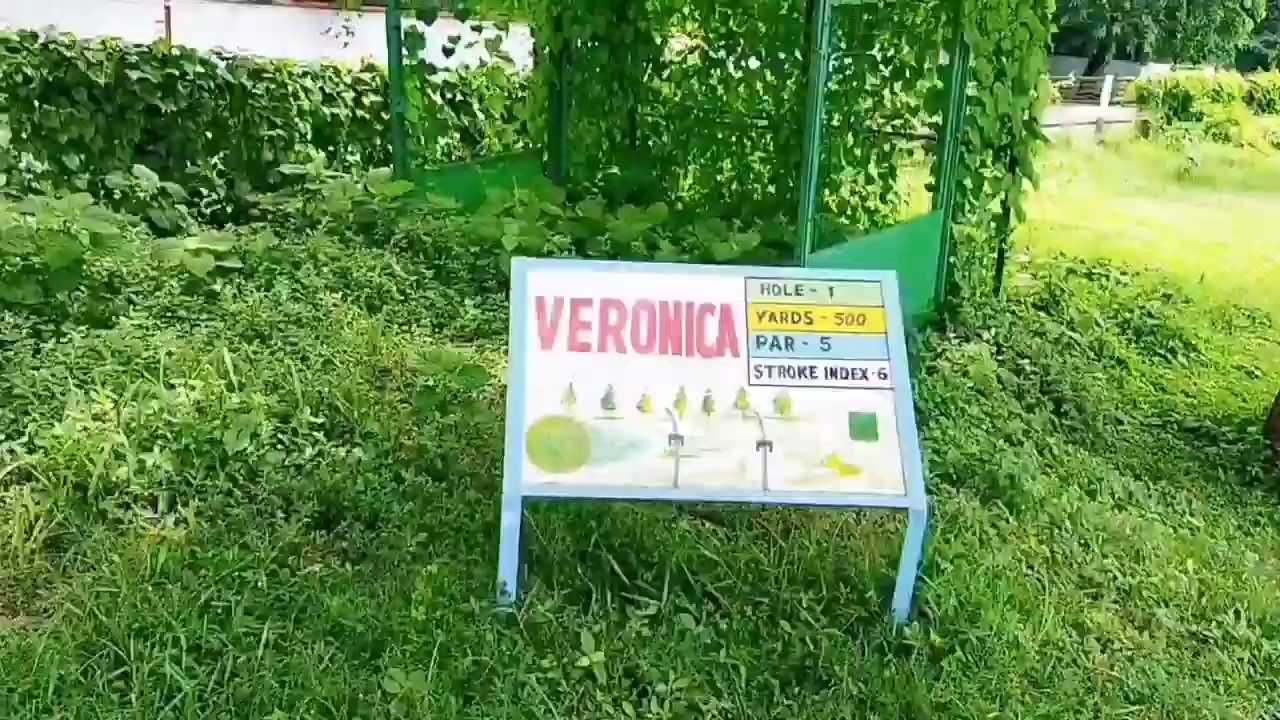 VERONICA
HOLE - 1
YARDS - 500
PAR - 5
STROKE INDEX-6